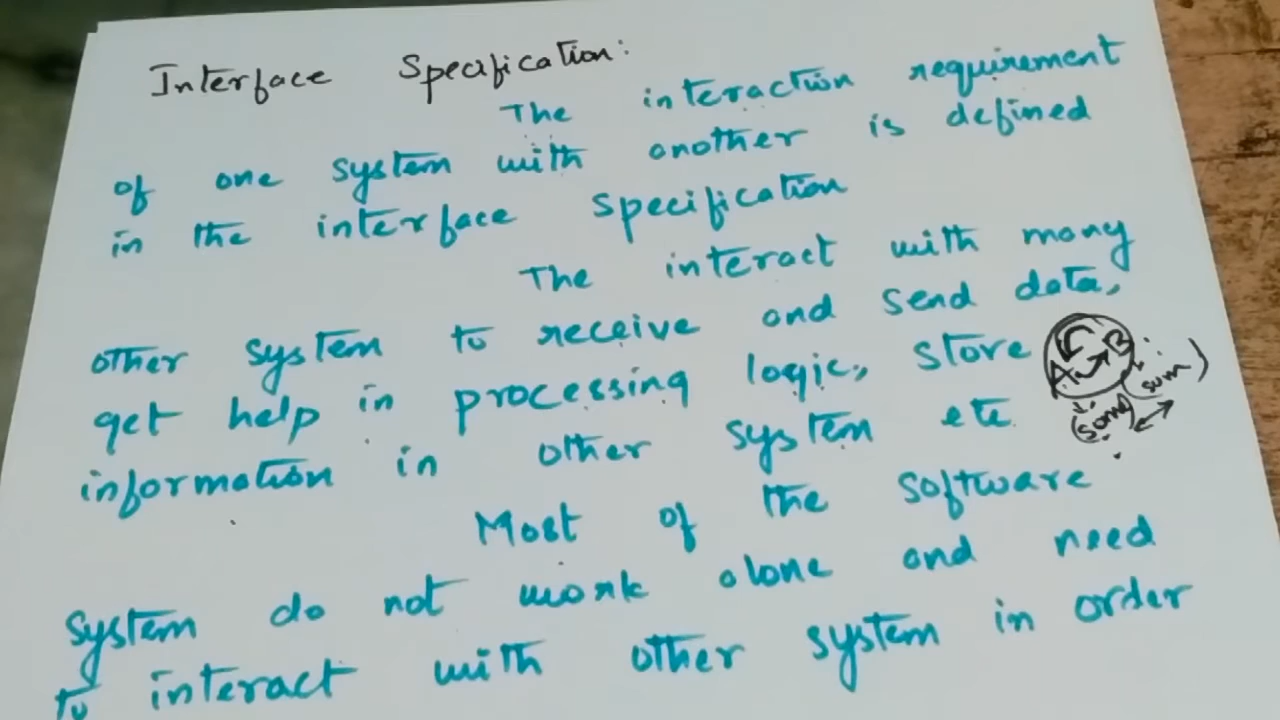 Interface Specification:
The interaction requirement
of one system with another is defined
in the interface specification
The interact with many
other system to receive and send data,
get help in processing logic, store
information in other system etc
A B
(some) (sum)
Most of the software
system do not work alone and need
to interact with other system in order